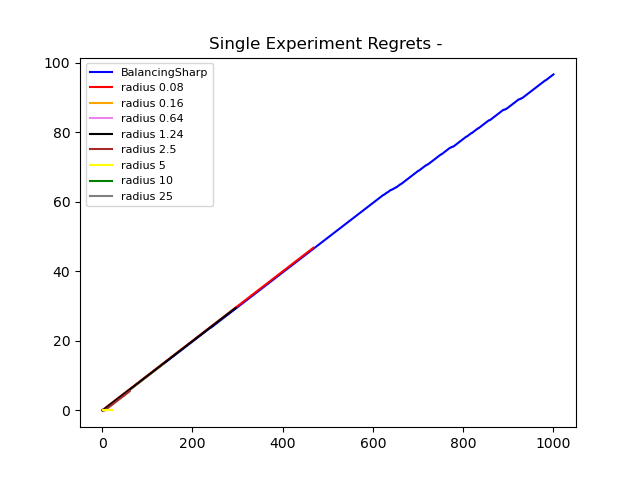 Single Experiment Regrets -
100
80
60
40
20
0
BalancingSharp
radius 0.08
radius 0.16
radius 0.64
radius 1.24
radius 2.5
radius 5
radius 10
radius 25
0 200 400 600 800 1000